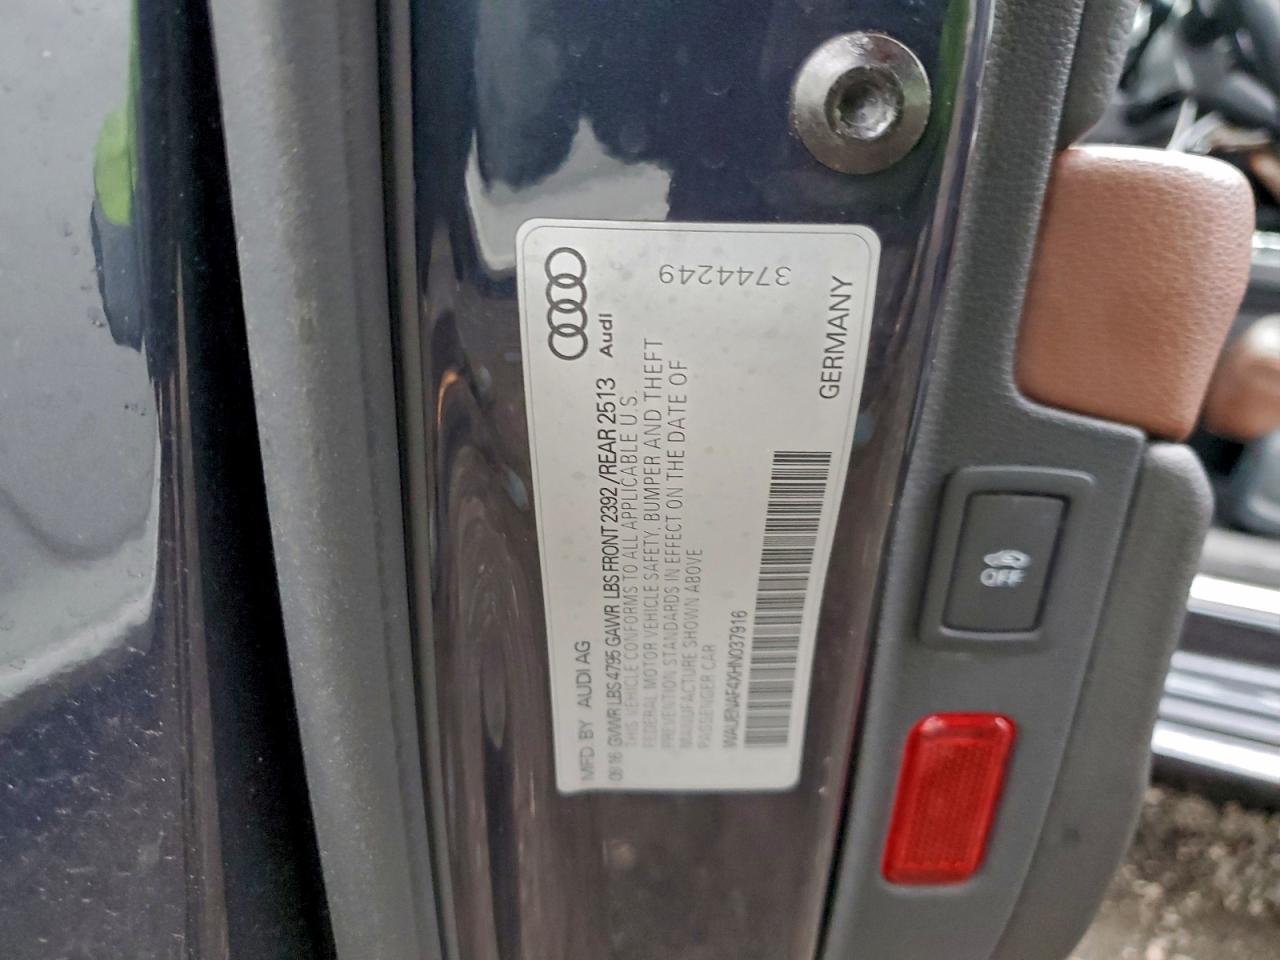 MFD BY AUDI AG
Audi
08 16 GVWR LBS 4795 GAWR LBS FRONT 2392 / REAR 2513
THIS VEHICLE CONFORMS TO ALL APPLICABLE U.S.
FEDERAL MOTOR VEHICLE SAFETY, BUMPER AND THEFT
PREVENTION STANDARDS IN EFFECT ON THE DATE OF
MANUFACTURE SHOWN ABOVE
PASSENGER CAR
3744249
WAUENAF4XHN037916
GERMANY
OFF